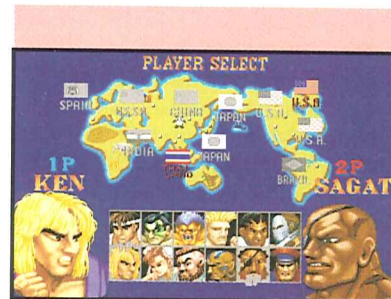 PLAYER SELECT
SPAIN
U.S.S.R.
CHINA
JAPAN
U.S.A.
U.S.A.
INDIA
JAPAN
U.S.A.
BRAZIL
1P
KEN
2P
SAGAT